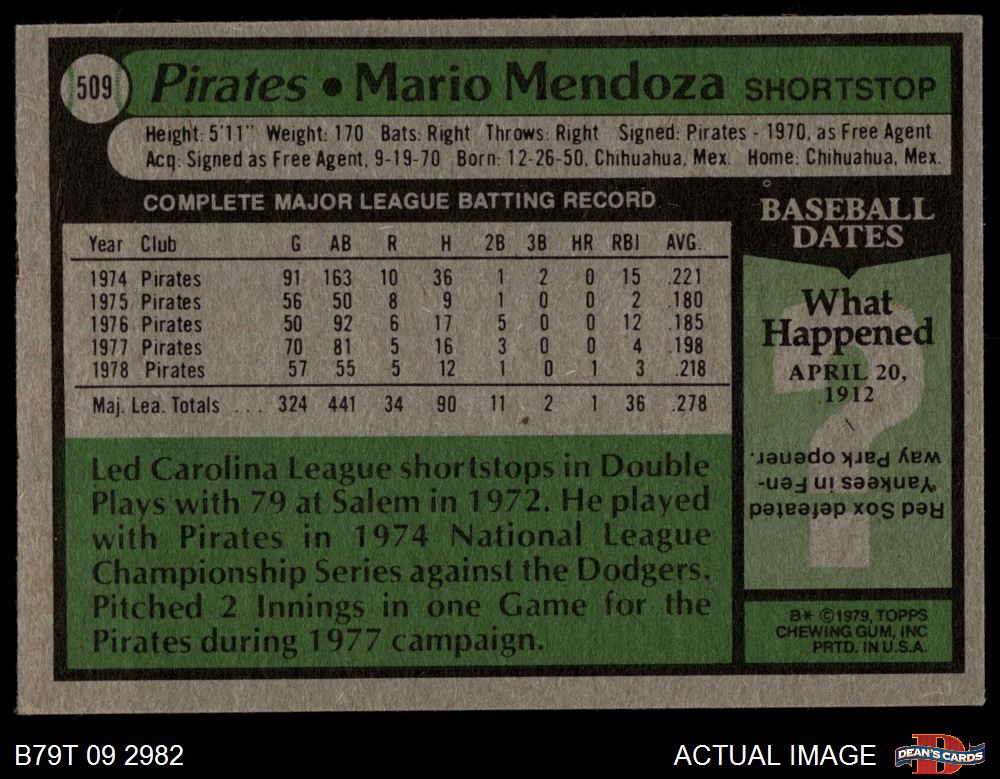 509
Pirates • Mario Mendoza SHORTSTOP
Height: 5'11" Weight: 170 Bats: Right Throws: Right Signed: Pirates - 1970, as Free Agent
Acq: Signed as Free Agent, 9-19-70 Born: 12-26-50, Chihuahua, Mex. Home: Chihuahua, Mex.
COMPLETE MAJOR LEAGUE BATTING RECORD
Year Club G AB R H 2B 3B HR RBI AVG.
1974 Pirates 91 163 10 36 1 2 0 15 .221
1975 Pirates 56 50 8 9 1 0 0 2 .180
1976 Pirates 50 92 6 17 5 0 0 12 .185
1977 Pirates 70 81 5 16 3 0 0 4 .198
1978 Pirates 57 55 5 12 1 0 1 3 .218
Maj. Lea. Totals ... 324 441 34 90 11 2 1 36 .278
Led Carolina League shortstops in Double
Plays with 79 at Salem in 1972. He played
with Pirates in 1974 National League
Championship Series against the Dodgers.
Pitched 2 Innings in one Game for the
Pirates during 1977 campaign.
BASEBALL
DATES
What
Happened
APRIL 20,
1912
?
Red Sox defeated
Yankees in Fen-
way Park opener.
B* ©1979, TOPPS
CHEWING GUM, INC
PRTD. IN U.S.A.
B79T 09 2982
ACTUAL IMAGE
D
DEAN'S CARDS